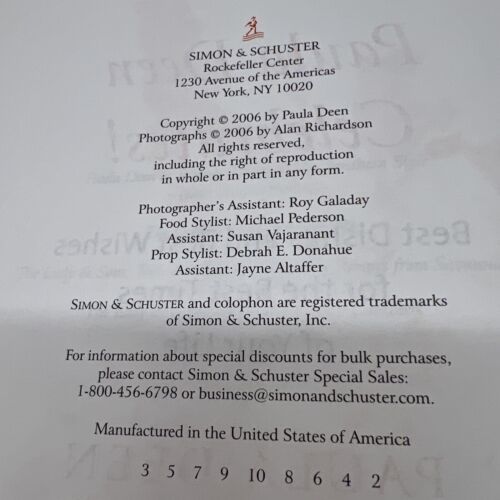 SIMON & SCHUSTER
Rockefeller Center
1230 Avenue of the Americas
New York, NY 10020
Copyright © 2006 by Paula Deen
Photographs © 2006 by Alan Richardson
All rights reserved,
including the right of reproduction
in whole or in part in any form.
Photographer's Assistant: Roy Galaday
Food Stylist: Michael Pederson
Assistant: Susan Vajaranant
Prop Stylist: Debrah E. Donahue
Assistant: Jayne Altaffer
SIMON & SCHUSTER and colophon are registered trademarks
of Simon & Schuster, Inc.
For information about special discounts for bulk purchases,
please contact Simon & Schuster Special Sales:
1-800-456-6798 or business@simonandschuster.com.
Manufactured in the United States of America
3 5 7 9 10 8 6 4 2